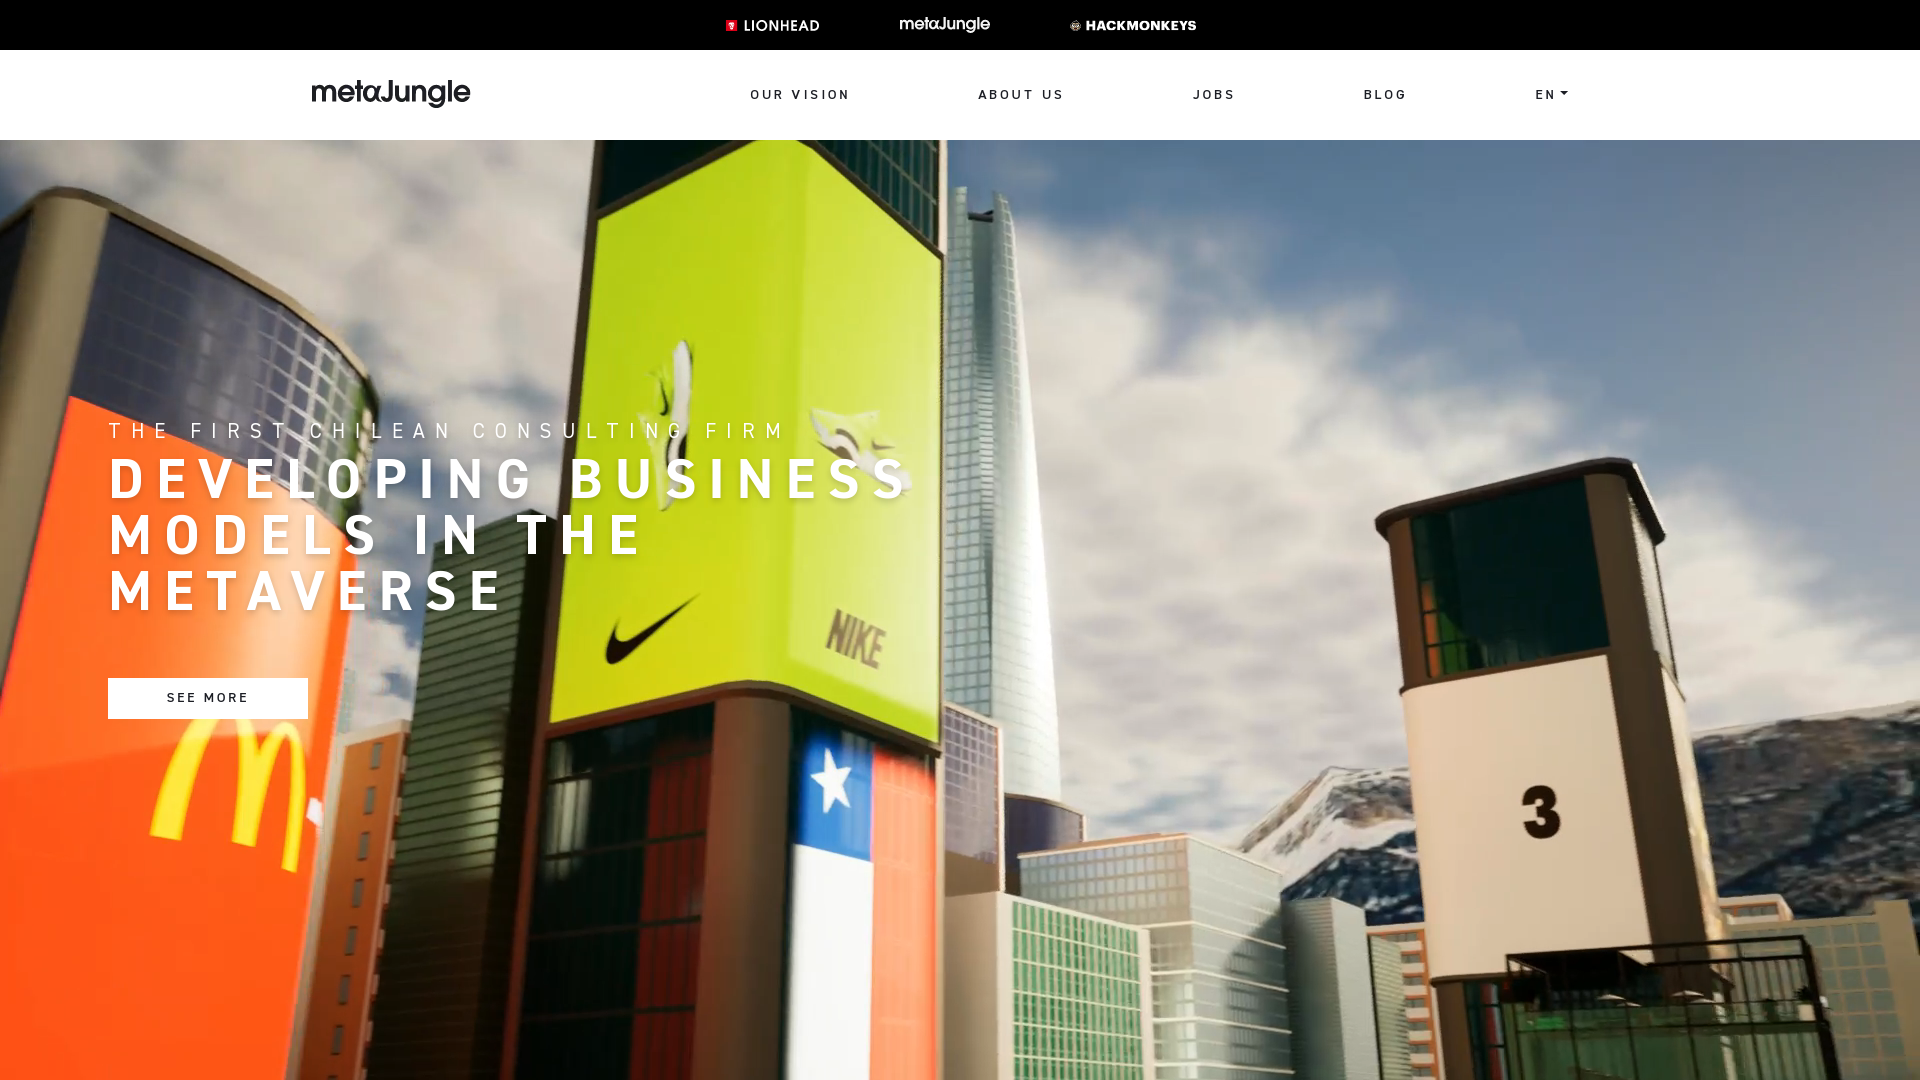 LIONHEAD
metaJungle
HACKMONKEYS
metaJungle
OUR VISION
ABOUT US
JOBS
BLOG
EN
THE FIRST CHILEAN CONSULTING FIRM
DEVELOPING BUSINESS
MODELS IN THE
METAVERSE
NIKE
SEE MORE
3